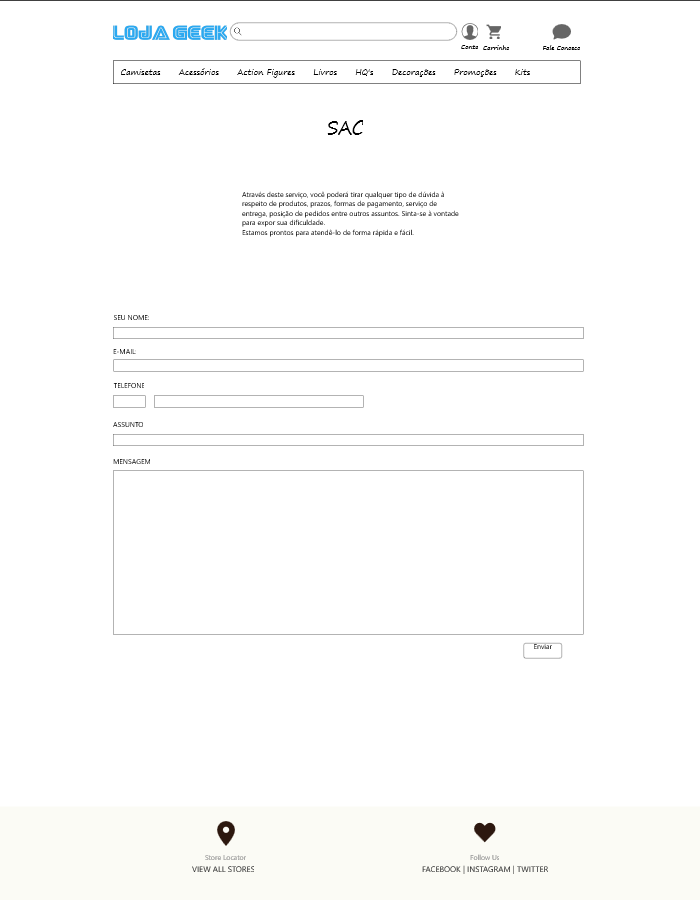 LOJA GEEK
Conta Carrinho Fale Conosco
Camisetas Acessórios Action Figures Livros HQ's Decorações Promoções Kits
SAC
Através deste serviço, você poderá tirar qualquer tipo de dúvida à
respeito de produtos, prazos, formas de pagamento, serviço de
entrega, posição de pedidos entre outros assuntos. Sinta-se à vontade
para expor sua dificuldade.
Estamos prontos para atendê-lo de forma rápida e fácil.
SEU NOME:
E-MAIL
TELEFONE
ASSUNTO
MENSAGEM
Enviar
Store Locator Follow Us
VIEW ALL STORES FACEBOOK | INSTAGRAM | TWITTER